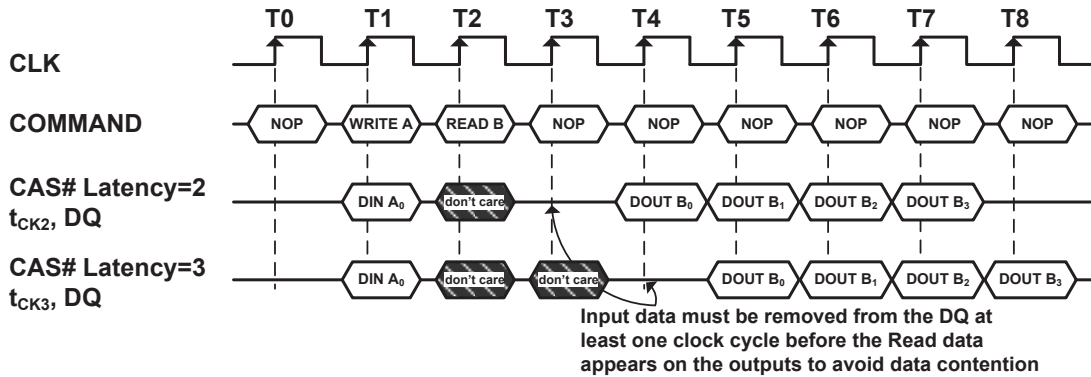 T0 T1 T2 T3 T4 T5 T6 T7 T8
CLK
COMMAND NOP WRITE A READ B NOP NOP NOP NOP NOP NOP
CAS# Latency=2
tCK2, DQ DIN A0 don't care DOUT B0 DOUT B1 DOUT B2 DOUT B3
CAS# Latency=3
tCK3, DQ DIN A0 don't care don't care DOUT B0 DOUT B1 DOUT B2 DOUT B3
Input data must be removed from the DQ at
least one clock cycle before the Read data
appears on the outputs to avoid data contention